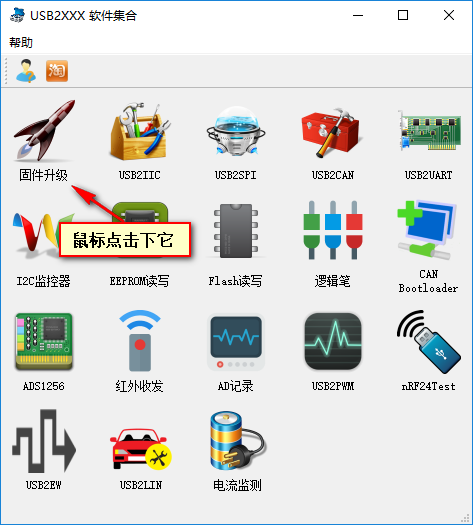 USB2XXX 软件集合
帮助
淘
固件升级
USB2IIC
USB2SPI
USB2CAN
USB2UART
鼠标点击下它
I2C监控器
EEPROM读写
Flash读写
逻辑笔
CAN
Bootloader
ADS1256
红外收发
AD记录
USB2PWM
nRF24Test
USB2EW
USB2LIN
电流监测